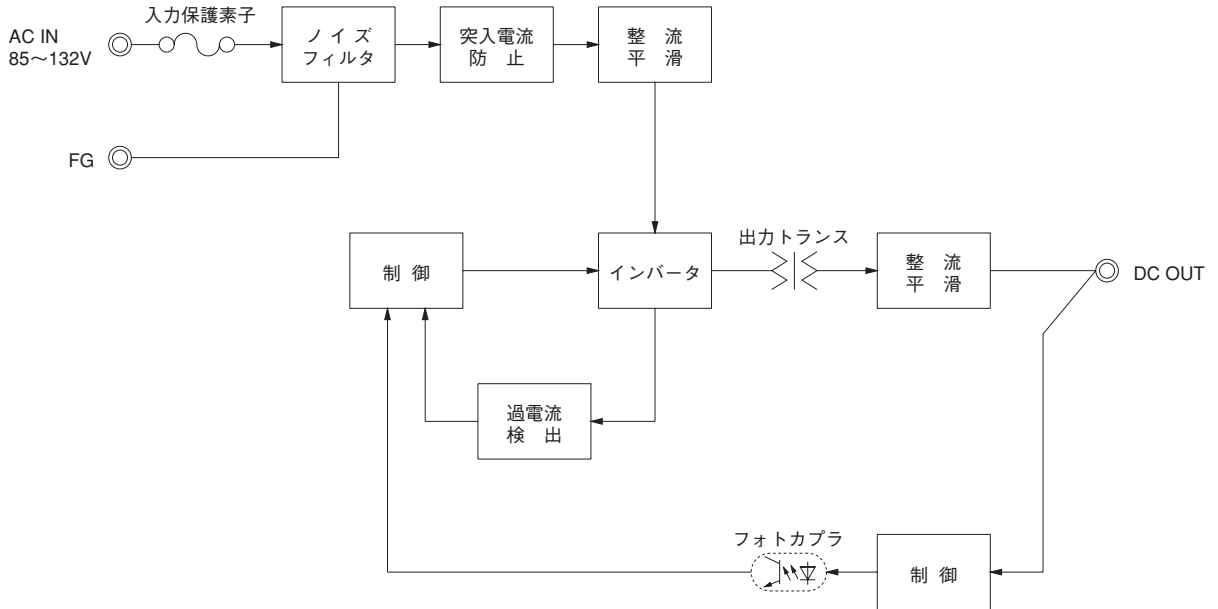 入力保護素子
AC IN
85～132V
ノ イ ズ
フィルタ
突入電流
防 止
整 流
平 滑
FG
制 御
インバータ
出力トランス
整 流
平 滑
DC OUT
過電流
検 出
フォトカプラ
制 御